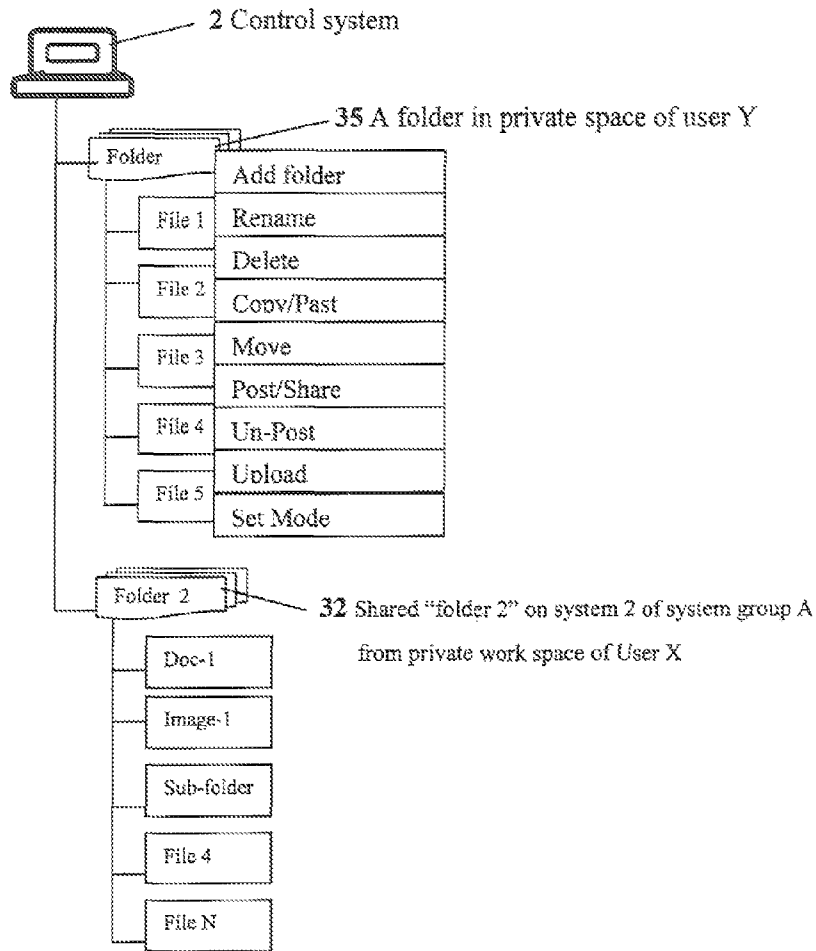 2 Control system
35 A folder in private space of user Y
Folder
Add folder
File 1
Rename
Delete
File 2
Copy/Past
File 3
Move
Post/Share
File 4
Un-Post
Upload
File 5
Set Mode
Folder 2
32 Shared "folder 2" on system 2 of system group A
from private work space of User X
Doc-1
Image-1
Sub-folder
File 4
File N